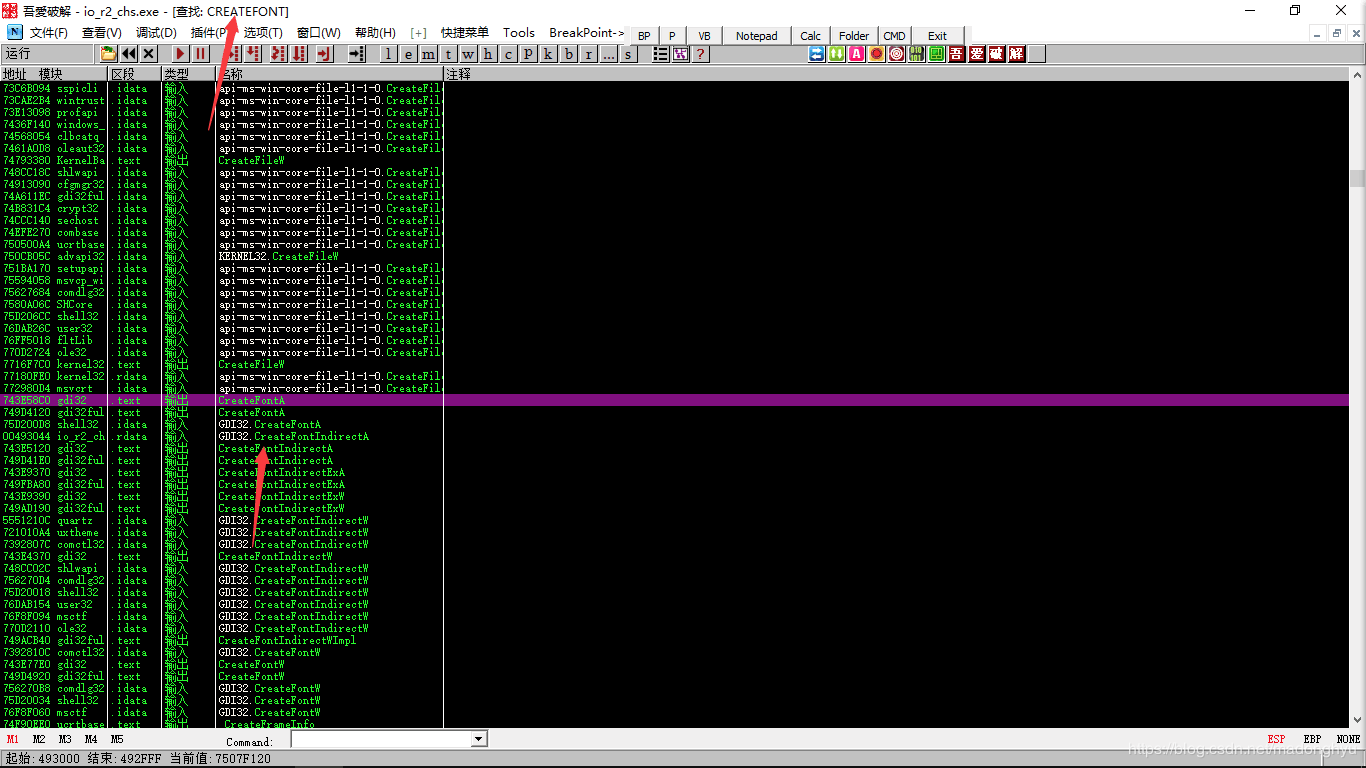 吾愛破解 - io_r2_chs.exe - [查找: CREATEFONT]
文件(F) 查看(V) 调试(D) 插件(P) 选项(T) 窗口(W) 帮助(H) [+] 快捷菜单 Tools BreakPoint-> BP P VB Notepad Calc Folder CMD Exit
运行 l e m t w h c p k b r ... s ? 吾 爱 破 解
地址 模块 区段 类型 名称 注释
73C6B094 sspicli .idata 输入 api-ms-win-core-file-l1-1-0.CreateFil
73CAE2B4 wintrust .idata 输入 api-ms-win-core-file-l1-1-0.CreateFil
73E13098 profapi .idata 输入 api-ms-win-core-file-l1-1-0.CreateFil
7436F140 windows_ .idata 输入 api-ms-win-core-file-l1-1-0.CreateFil
74568054 clbcatq .idata 输入 api-ms-win-core-file-l1-1-0.CreateFil
7461A0D8 oleaut32 .idata 输入 api-ms-win-core-file-l1-1-0.CreateFil
74793380 KernelBa .text 输出 CreateFileW
748CC18C shlwapi .idata 输入 api-ms-win-core-file-l1-1-0.CreateFil
74913090 cfgmgr32 .idata 输入 api-ms-win-core-file-l1-1-0.CreateFil
74A611EC gdi32ful .idata 输入 api-ms-win-core-file-l1-1-0.CreateFil
74B831C4 crypt32 .idata 输入 api-ms-win-core-file-l1-1-0.CreateFil
74CCC140 sechost .idata 输入 api-ms-win-core-file-l1-1-0.CreateFil
74EFE270 combase .idata 输入 api-ms-win-core-file-l1-1-0.CreateFil
750500A4 ucrtbase .idata 输入 api-ms-win-core-file-l1-1-0.CreateFil
750CB05C advapi32 .idata 输入 KERNEL32.CreateFileW
751BA170 setupapi .idata 输入 api-ms-win-core-file-l1-1-0.CreateFil
75594058 msvcp_wi .idata 输入 api-ms-win-core-file-l1-1-0.CreateFil
75627684 comdlg32 .idata 输入 api-ms-win-core-file-l1-1-0.CreateFil
7580A06C SHCore .idata 输入 api-ms-win-core-file-l1-1-0.CreateFil
75D206CC shell32 .idata 输入 api-ms-win-core-file-l1-1-0.CreateFil
76DAB26C user32 .idata 输入 api-ms-win-core-file-l1-1-0.CreateFil
76FF5018 fltLib .idata 输入 api-ms-win-core-file-l1-1-0.CreateFil
770D2724 ole32 .idata 输入 api-ms-win-core-file-l1-1-0.CreateFil
7716F7C0 kernel32 .text 输出 CreateFileW
77180FE0 kernel32 .rdata 输入 api-ms-win-core-file-l1-1-0.CreateFil
772980D4 msvcrt .idata 输入 api-ms-win-core-file-l1-1-0.CreateFil
743E58C0 gdi32 .text 输出 CreateFontA
749D4120 gdi32ful .text 输出 CreateFontA
75D200D8 shell32 .idata 输入 GDI32.CreateFontA
00493044 io_r2_ch .rdata 输入 GDI32.CreateFontIndirectA
743E5120 gdi32 .text 输出 CreateFontIndirectA
749D41E0 gdi32ful .text 输出 CreateFontIndirectA
743E9370 gdi32 .text 输出 CreateFontIndirectExA
749FBA80 gdi32ful .text 输出 CreateFontIndirectExA
743E9390 gdi32 .text 输出 CreateFontIndirectExW
749AD190 gdi32ful .text 输出 CreateFontIndirectExW
5551210C quartz .idata 输入 GDI32.CreateFontIndirectW
721010A4 uxtheme .idata 输入 GDI32.CreateFontIndirectW
7392807C comctl32 .idata 输入 GDI32.CreateFontIndirectW
743E4370 gdi32 .text 输出 CreateFontIndirectW
748CC02C shlwapi .idata 输入 GDI32.CreateFontIndirectW
756270D4 comdlg32 .idata 输入 GDI32.CreateFontIndirectW
75D20018 shell32 .idata 输入 GDI32.CreateFontIndirectW
76DAB154 user32 .idata 输入 GDI32.CreateFontIndirectW
76F8F094 msctf .idata 输入 GDI32.CreateFontIndirectW
770D2110 ole32 .idata 输入 GDI32.CreateFontIndirectW
749ACB40 gdi32ful .text 输出 CreateFontIndirectWImpl
7392810C comctl32 .idata 输入 GDI32.CreateFontW
743E77E0 gdi32 .text 输出 CreateFontW
749D4920 gdi32ful .text 输出 CreateFontW
756270B8 comdlg32 .idata 输入 GDI32.CreateFontW
75D20034 shell32 .idata 输入 GDI32.CreateFontW
76F8F060 msctf .idata 输入 GDI32.CreateFontW
74F90EE0 ucrtbase .text 输出 _CreateFrameInfo
M1 M2 M3 M4 M5 Command: ESP EBP NONE
起始: 493000 结束: 492FFF 当前值: 7507F120
https://blog.csdn.net/madonghyu